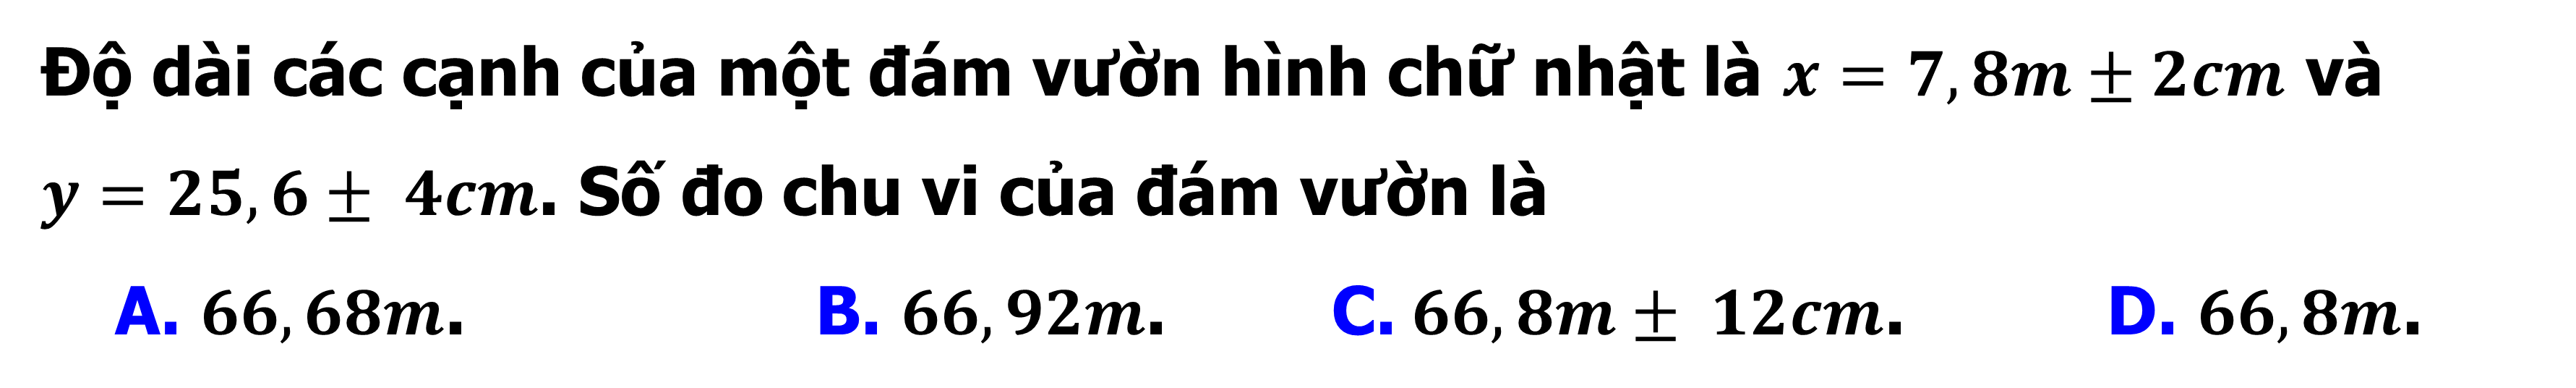 Độ dài các cạnh của một đám vườn hình chữ nhật là x = 7,8m ± 2cm và
y = 25,6 ± 4cm. Số đo chu vi của đám vườn là
A. 66,68m. B. 66,92m. C. 66,8m ± 12cm. D. 66,8m.